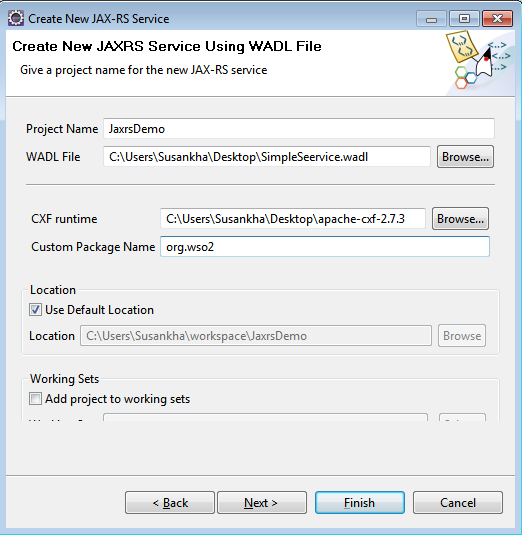 Create New JAX-RS Service
Create New JAXRS Service Using WADL File
Give a project name for the new JAX-RS service
Project Name JaxrsDemo
WADL File C:\Users\Susankha\Desktop\SimpleSeervice.wadl Browse...
CXF runtime C:\Users\Susankha\Desktop\apache-cxf-2.7.3 Browse...
Custom Package Name org.wso2
Location
Use Default Location
Location C:\Users\Susankha\workspace\JaxrsDemo Browse
Working Sets
Add project to working sets
< Back Next > Finish Cancel